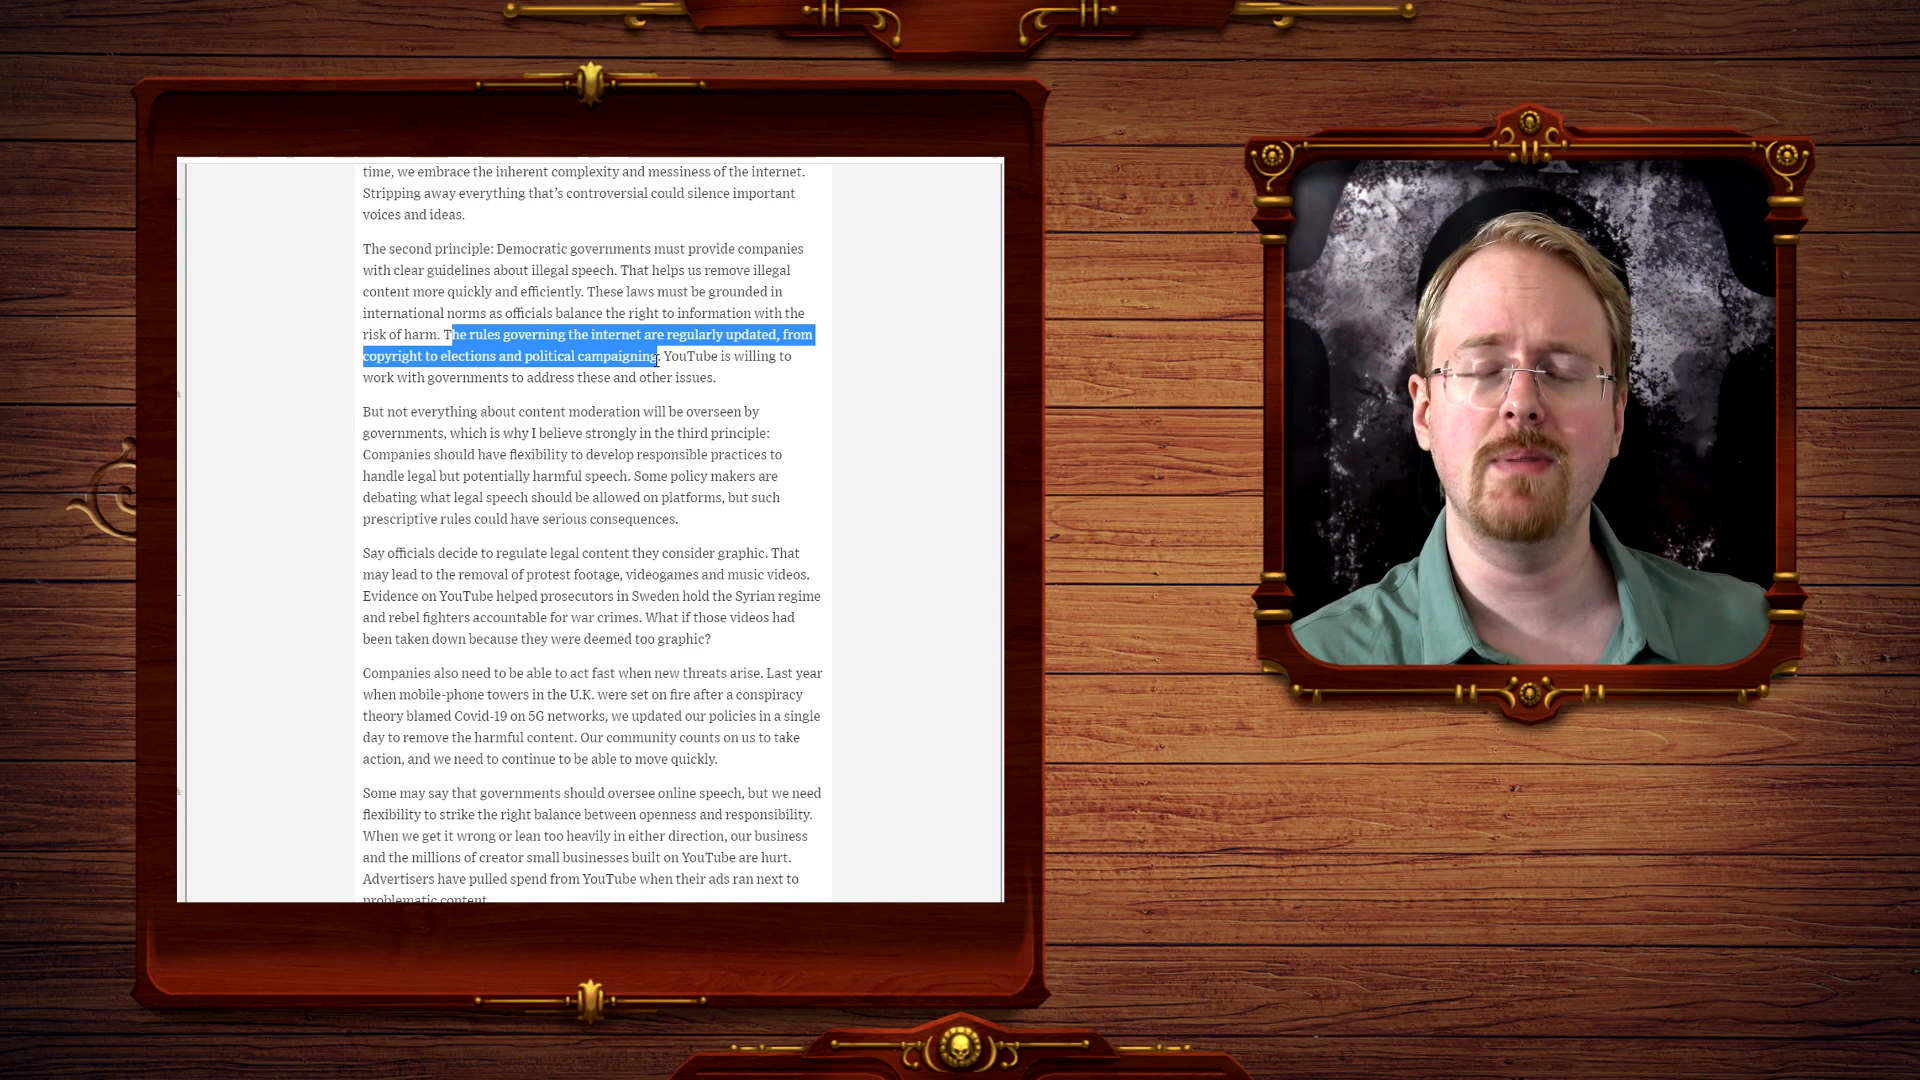 time, we embrace the inherent complexity and messiness of the internet.
Stripping away everything that’s controversial could silence important
voices and ideas.
The second principle: Democratic governments must provide companies
with clear guidelines about illegal speech. That helps us remove illegal
content more quickly and efficiently. These laws must be grounded in
international norms as officials balance the right to information with the
risk of harm. The rules governing the internet are regularly updated, from
copyright to elections and political campaigning: YouTube is willing to
work with governments to address these and other issues.
But not everything about content moderation will be overseen by
governments, which is why I believe strongly in the third principle:
Companies should have flexibility to develop responsible practices to
handle legal but potentially harmful speech. Some policy makers are
debating what legal speech should be allowed on platforms, but such
prescriptive rules could have serious consequences.
Say officials decide to regulate legal content they consider graphic. That
may lead to the removal of protest footage, videogames and music videos.
Evidence on YouTube helped prosecutors in Sweden hold the Syrian regime
and rebel fighters accountable for war crimes. What if those videos had
been taken down because they were deemed too graphic?
Companies also need to be able to act fast when new threats arise. Last year
when mobile-phone towers in the U.K. were set on fire after a conspiracy
theory blamed Covid-19 on 5G networks, we updated our policies in a single
day to remove the harmful content. Our community counts on us to take
action, and we need to continue to be able to move quickly.
Some may say that governments should oversee online speech, but we need
flexibility to strike the right balance between openness and responsibility.
When we get it wrong or lean too heavily in either direction, our business
and the millions of creator small businesses built on YouTube are hurt.
Advertisers have pulled spend from YouTube when their ads ran next to
problematic content.